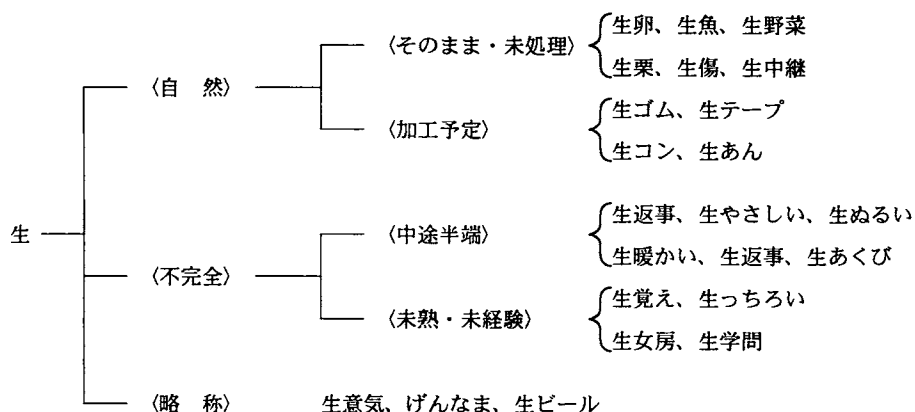 生卵、生魚、生野菜
〈そのまま・未処理〉
生栗、生傷、生中継
〈自 然〉
生ゴム、生テープ
〈加工予定〉
生コン、生あん
生返事、生やさしい、生ぬるい
生
〈中途半端〉
生暖かい、生返事、生あくび
〈不完全〉
生覚え、生っちろい
〈未熟・未経験〉
生女房、生学問
〈略 称〉 生意気、げんなま、生ビール